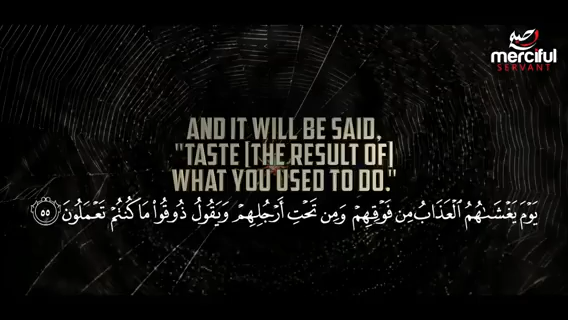 merciful
SERVANT
AND IT WILL BE SAID,
"TASTE [THE RESULT OF]
WHAT YOU USED TO DO."
يَوْمَ يَغْشَىٰهُمُ ٱلْعَذَابُ مِن فَوْقِهِمْ وَمِن تَحْتِ أَرْجُلِهِمْ وَيَقُولُ ذُوقُوا۟ مَا كُنتُمْ تَعْمَلُونَ ٥٥